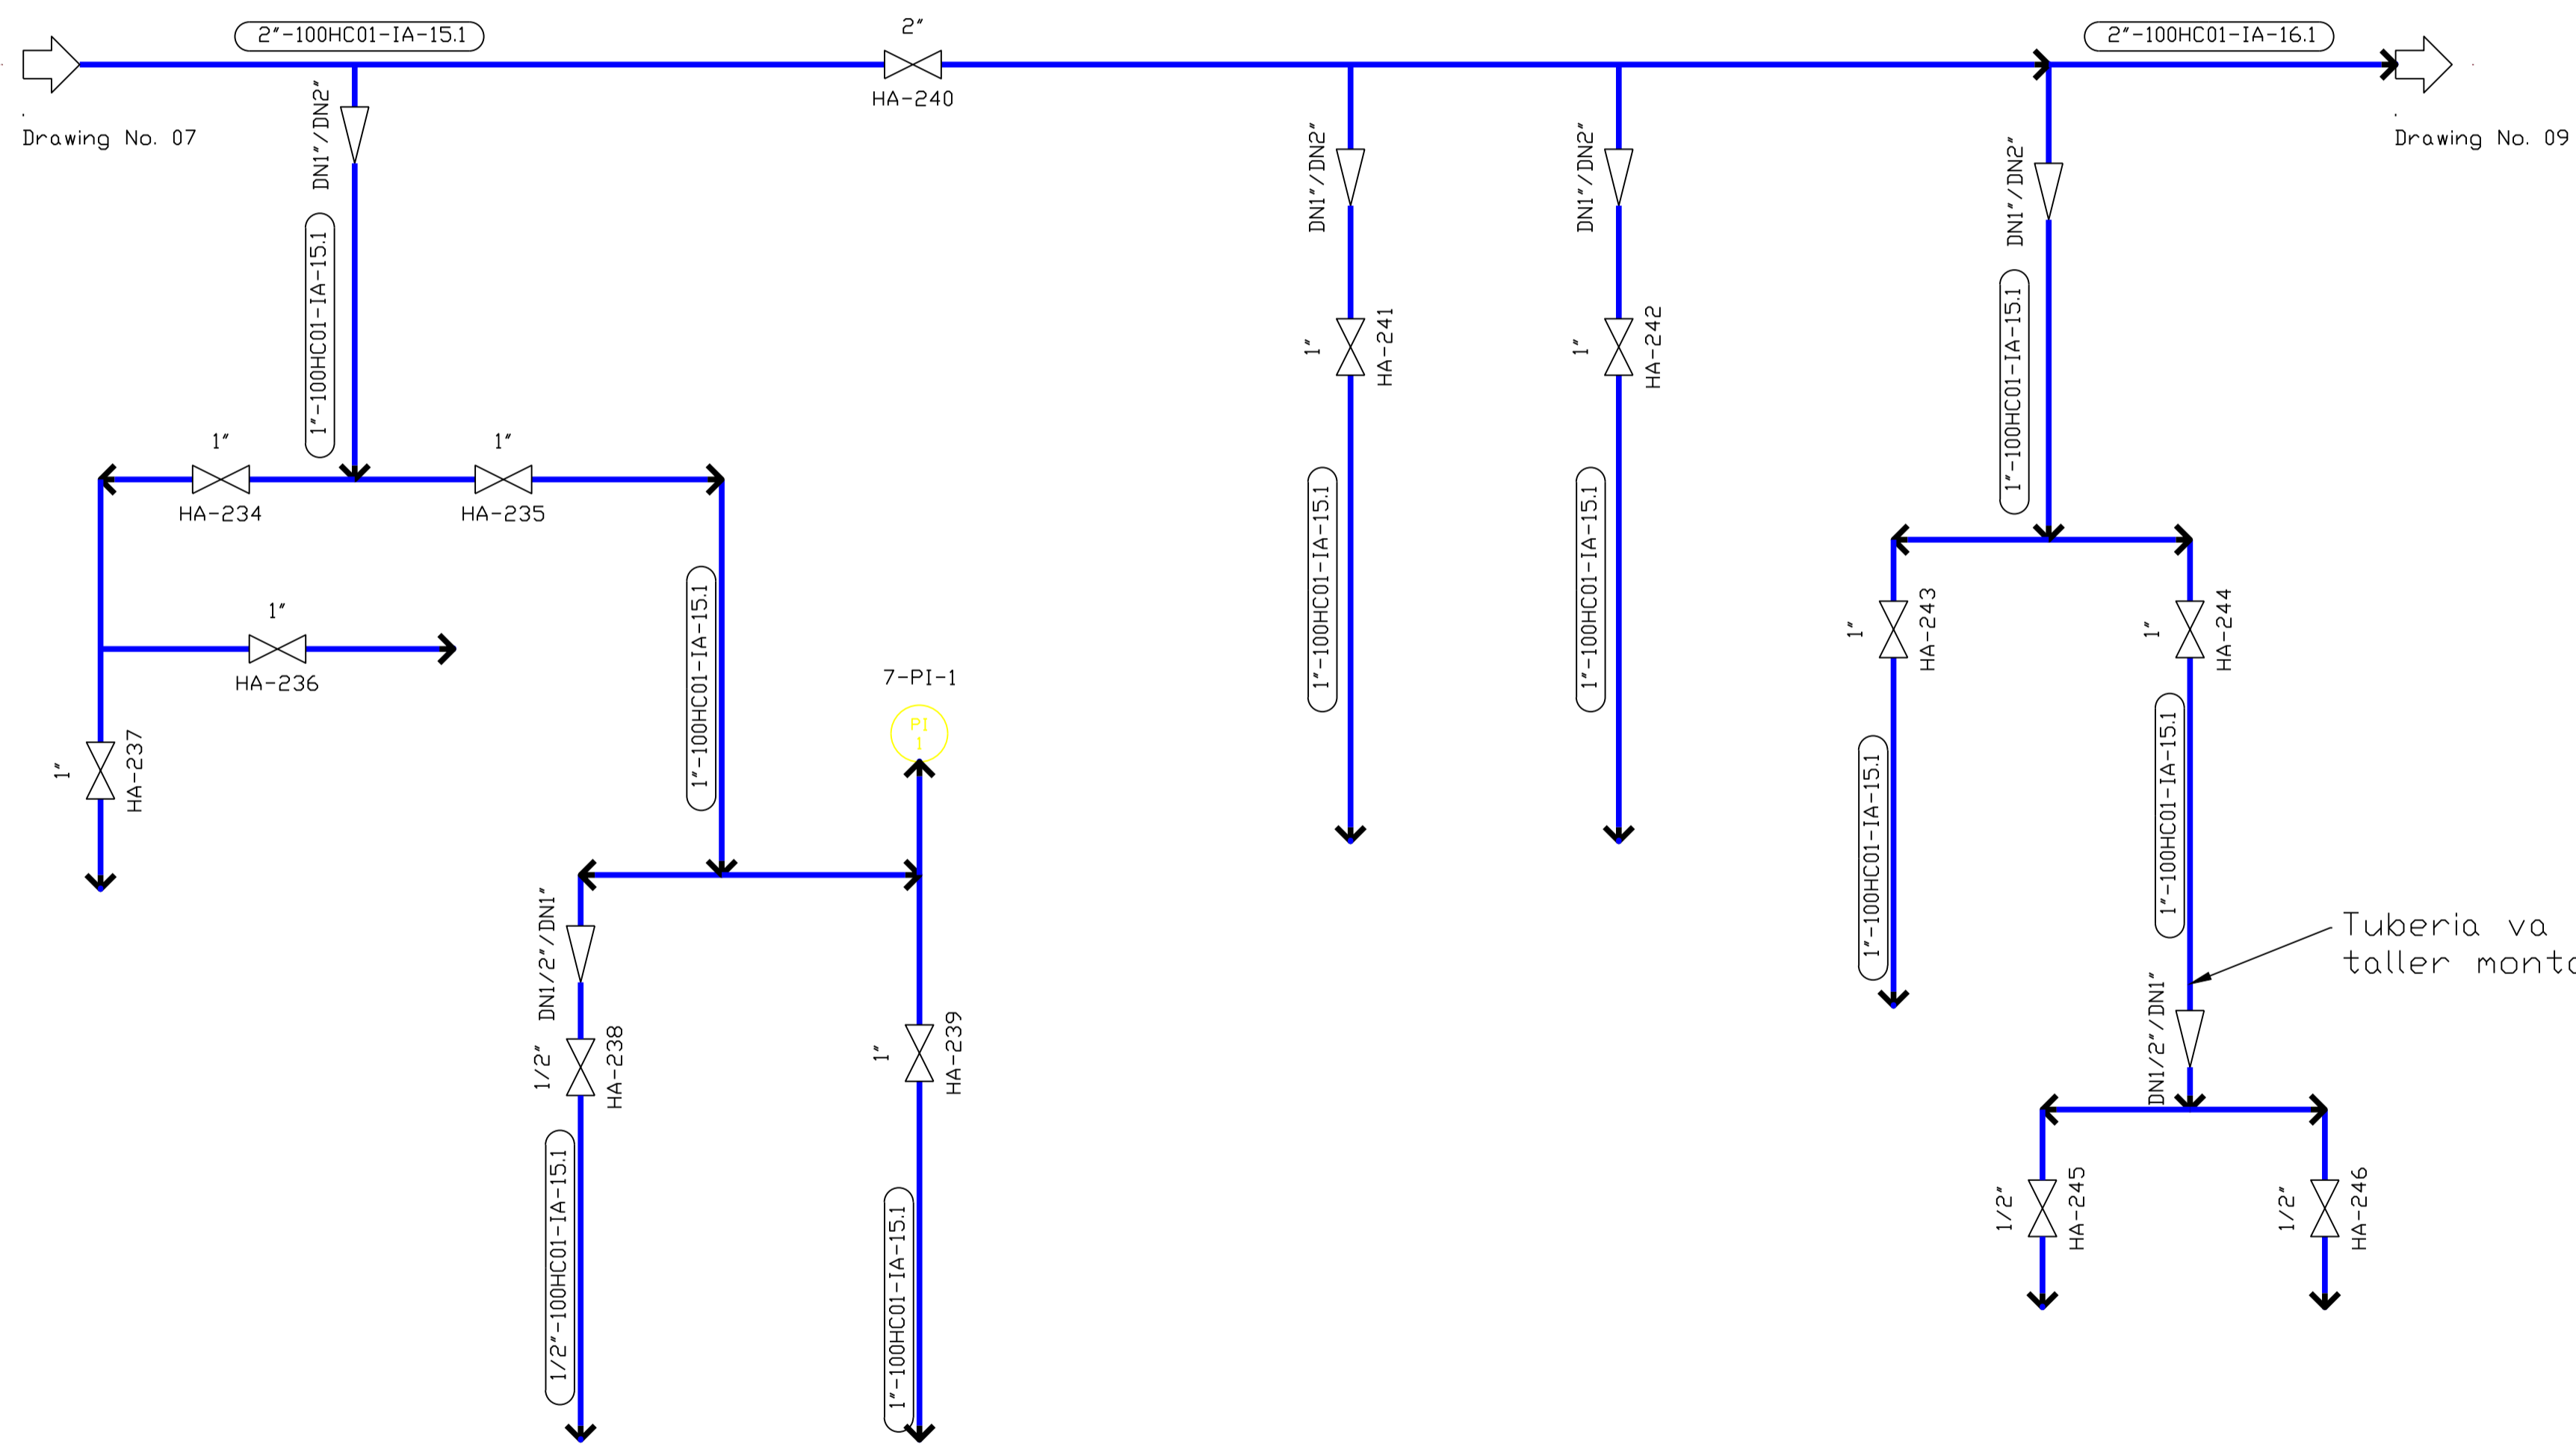 2"-100HC01-IA-15.1
2"
2"-100HC01-IA-16.1
HA-240
Drawing No. 07
Drawing No. 09
DN1"/DN2"
DN1"/DN2"
DN1"/DN2"
DN1"/DN2"
1"-100HC01-IA-15.1
1"-100HC01-IA-15.1
1"
HA-241
1"
HA-242
1"
1"
HA-234
HA-235
1"-100HC01-IA-15.1
1"-100HC01-IA-15.1
1"-100HC01-IA-15.1
1"
HA-236
1"
HA-243
1"
HA-244
7-PI-1
PI
I
1"
HA-237
1"-100HC01-IA-15.1
1"-100HC01-IA-15.1
Tuberia va
taller
DN1/2"/DN1"
DN1/2"/DN1"
1/2"
HA-238
1"
HA-239
1/2"-100HC01-IA-15.1
1"-100HC01-IA-15.1
1/2"
HA-245
1/2"
HA-246